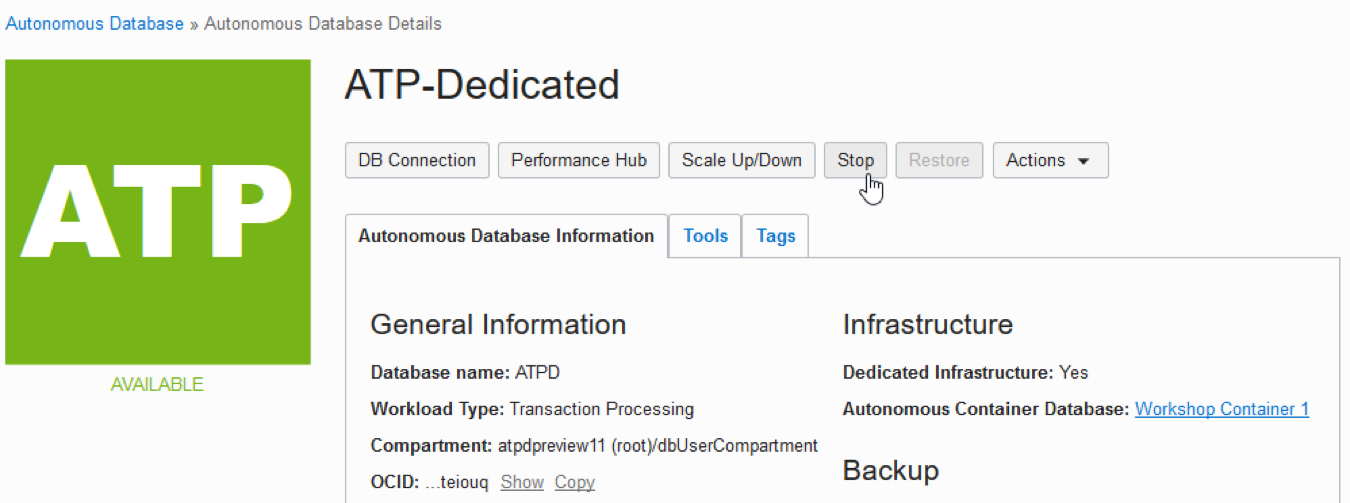 Autonomous Database » Autonomous Database Details
ATP
AVAILABLE
ATP-Dedicated
DB Connection Performance Hub Scale Up/Down Stop Restore Actions
Autonomous Database Information Tools Tags
General Information
Database name: ATPD
Workload Type: Transaction Processing
Compartment: atpdpreview11 (root)/dbUserCompartment
OCID: ...teiouq Show Copy
Infrastructure
Dedicated Infrastructure: Yes
Autonomous Container Database: Workshop Container 1
Backup